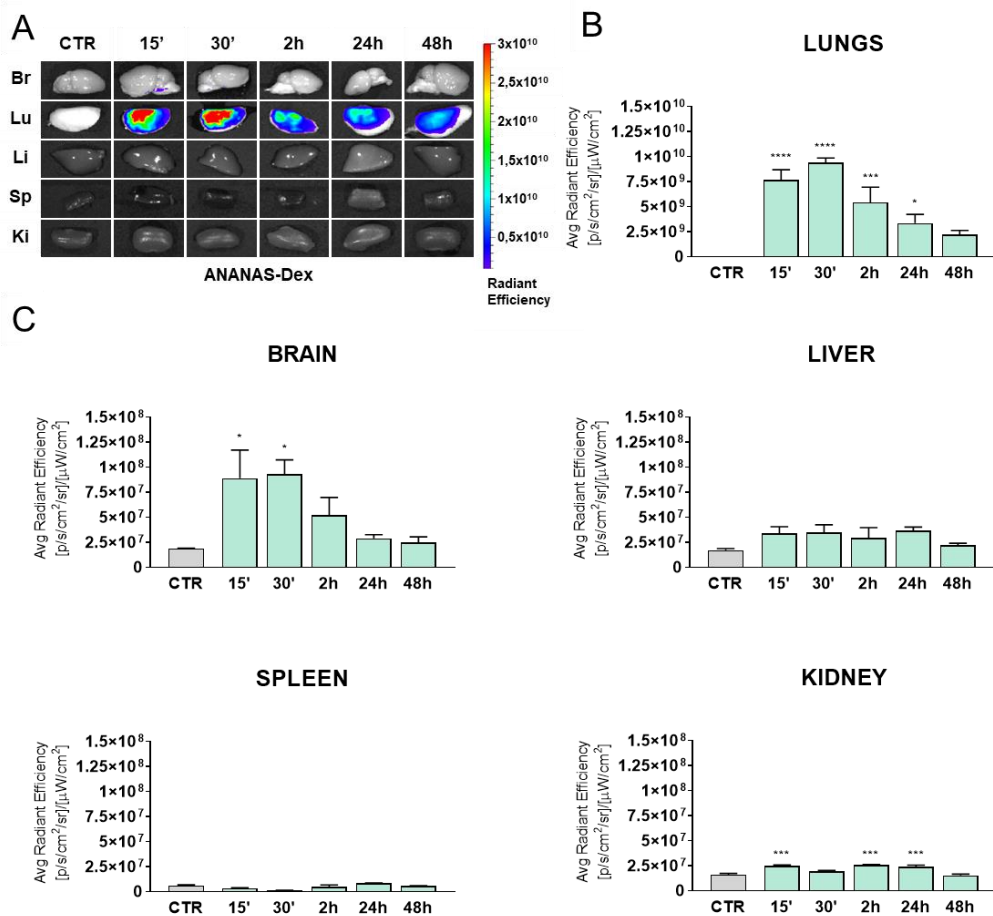 A
CTR 15’ 30’ 2h 24h 48h
Br
Lu
Li
Sp
Ki
ANANAS-Dex
3x10¹⁰
2,5x10¹⁰
2x10¹⁰
1,5x10¹⁰
1x10¹⁰
0,5x10¹⁰
Radiant
Efficiency
B
LUNGS
Avg Radiant Efficiency
[p/s/cm²/sr]/[µW/cm²]
1.5×10¹⁰
1.25×10¹⁰
1×10¹⁰
7.5×10⁹
5×10⁹
2.5×10⁹
0
**** **** *** *
CTR 15' 30' 2h 24h 48h
C
BRAIN
Avg Radiant Efficiency
[p/s/cm²/sr]/[µW/cm²]
1.5×10⁸
1.25×10⁸
1×10⁸
7.5×10⁷
5×10⁷
2.5×10⁷
0
* *
CTR 15' 30' 2h 24h 48h
LIVER
Avg Radiant Efficiency
[p/s/cm²/sr]/[µW/cm²]
1.5×10⁸
1.25×10⁸
1×10⁸
7.5×10⁷
5×10⁷
2.5×10⁷
0
CTR 15' 30' 2h 24h 48h
SPLEEN
Avg Radiant Efficiency
[p/s/cm²/sr]/[µW/cm²]
1.5×10⁸
1.25×10⁸
1×10⁸
7.5×10⁷
5×10⁷
2.5×10⁷
0
CTR 15' 30' 2h 24h 48h
KIDNEY
Avg Radiant Efficiency
[p/s/cm²/sr]/[µW/cm²]
1.5×10⁸
1.25×10⁸
1×10⁸
7.5×10⁷
5×10⁷
2.5×10⁷
0
*** *** ***
CTR 15' 30' 2h 24h 48h